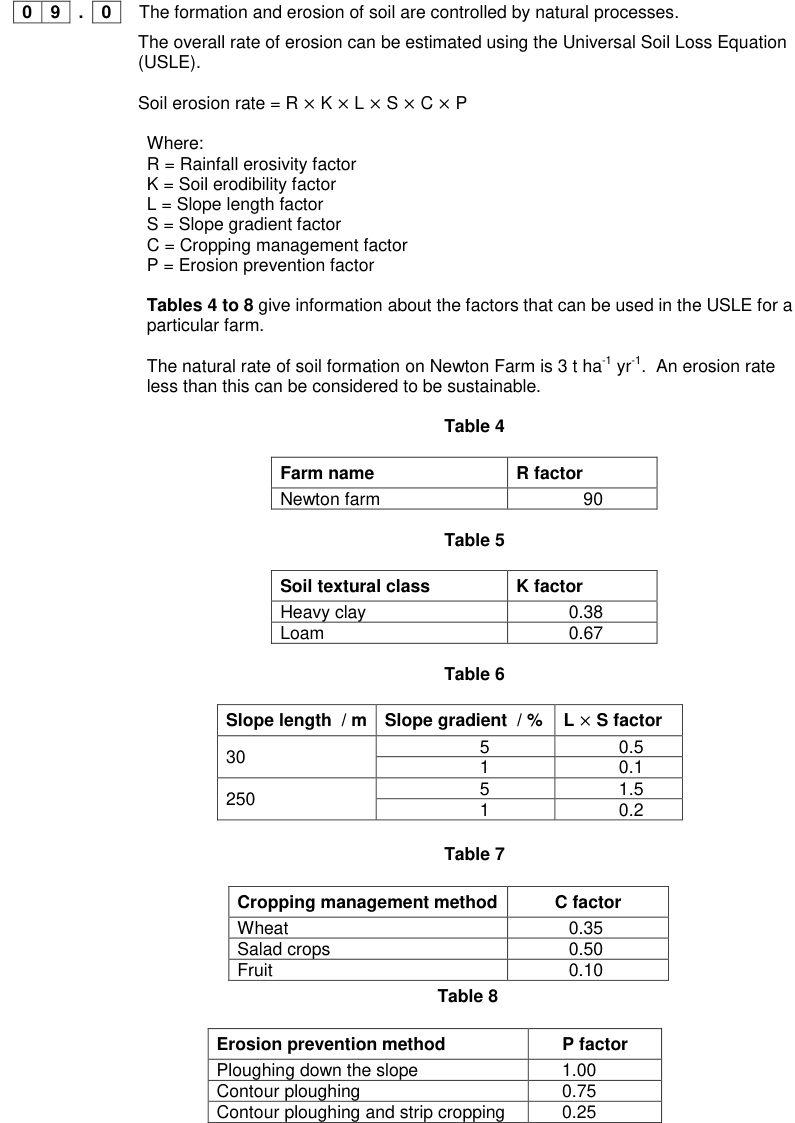 0 9 . 0 The formation and erosion of soil are controlled by natural processes.
The overall rate of erosion can be estimated using the Universal Soil Loss Equation
(USLE).
Soil erosion rate = R × K × L × S × C × P
Where:
R = Rainfall erosivity factor
K = Soil erodibility factor
L = Slope length factor
S = Slope gradient factor
C = Cropping management factor
P = Erosion prevention factor
Tables 4 to 8 give information about the factors that can be used in the USLE for a
particular farm.
The natural rate of soil formation on Newton Farm is 3 t ha⁻¹ yr⁻¹. An erosion rate
less than this can be considered to be sustainable.
Table 4
Farm name R factor
Newton farm 90
Table 5
Soil textural class K factor
Heavy clay 0.38
Loam 0.67
Table 6
Slope length / m Slope gradient / % L × S factor
30 5 0.5
1 0.1
250 5 1.5
1 0.2
Table 7
Cropping management method C factor
Wheat 0.35
Salad crops 0.50
Fruit 0.10
Table 8
Erosion prevention method P factor
Ploughing down the slope 1.00
Contour ploughing 0.75
Contour ploughing and strip cropping 0.25